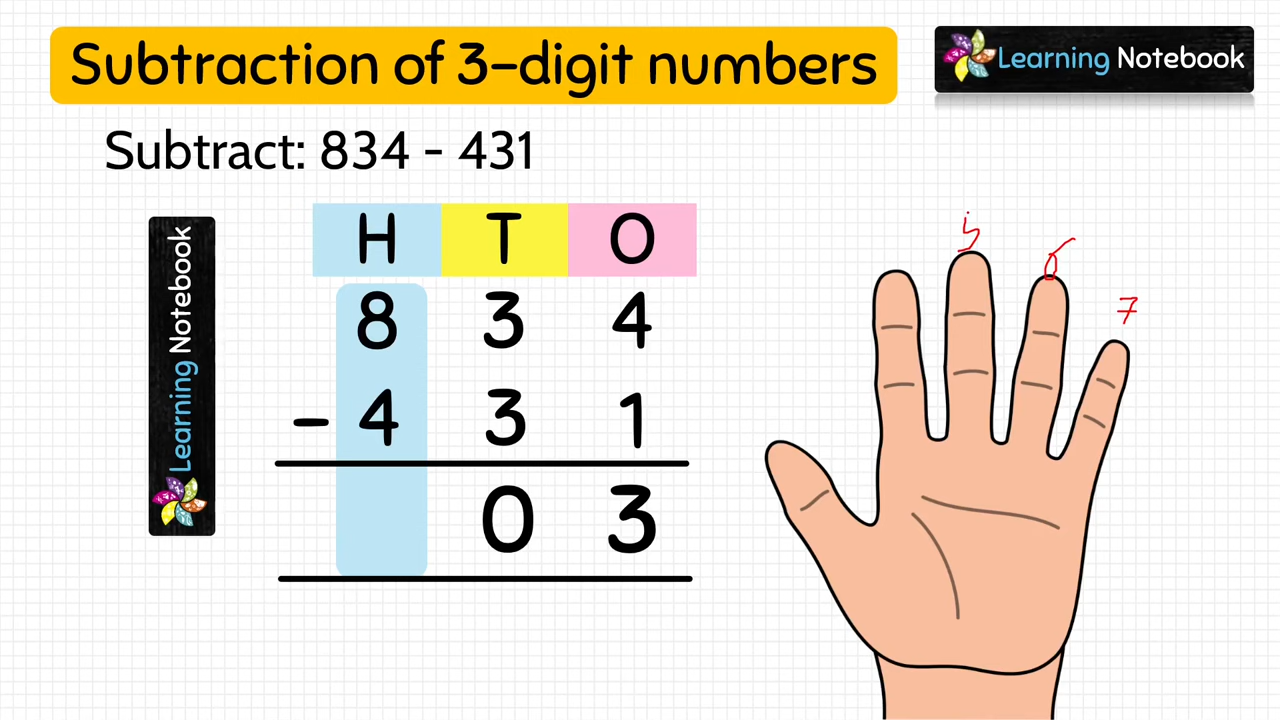 Subtraction of 3-digit numbers
Learning Notebook
Subtract: 834 - 431
Learning Notebook
H T O
8 3 4
- 4 3 1
0 3
5
6
7